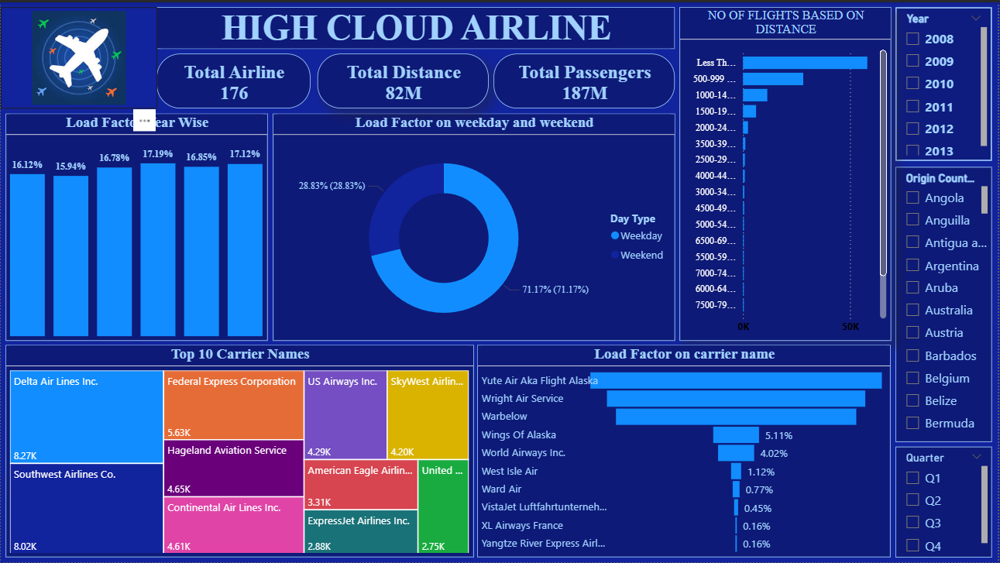 HIGH CLOUD AIRLINE
Total Airline
176
Total Distance
82M
Total Passengers
187M
NO OF FLIGHTS BASED ON
DISTANCE
Less Th...
500-999 ...
1000-14...
1500-19...
2000-24...
3500-39...
2500-29...
4000-44...
3000-34...
4500-49...
5000-54...
6500-69...
5500-59...
7000-74...
6000-64...
7500-79...
0K
50K
Year
2008
2009
2010
2011
2012
2013
Origin Count...
Angola
Anguilla
Antigua a...
Argentina
Aruba
Australia
Austria
Barbados
Belgium
Belize
Bermuda
Quarter
Q1
Q2
Q3
Q4
Load Facto ... ear Wise
16.12%
15.94%
16.78%
17.19%
16.85%
17.12%
Load Factor on weekday and weekend
28.83% (28.83%)
71.17% (71.17%)
Day Type
Weekday
Weekend
Top 10 Carrier Names
Delta Air Lines Inc.
8.27K
Southwest Airlines Co.
8.02K
Federal Express Corporation
5.63K
Hageland Aviation Service
4.65K
Continental Air Lines Inc.
4.61K
US Airways Inc.
4.29K
SkyWest Airlin...
4.20K
American Eagle Airlin...
3.31K
ExpressJet Airlines Inc.
2.88K
United ...
2.75K
Load Factor on carrier name
Yute Air Aka Flight Alaska
Wright Air Service
Warbelow
Wings Of Alaska
5.11%
World Airways Inc.
4.02%
West Isle Air
1.12%
Ward Air
0.77%
VistaJet Luftfahrtunterneh...
0.45%
XL Airways France
0.16%
Yangtze River Express Airl...
0.16%